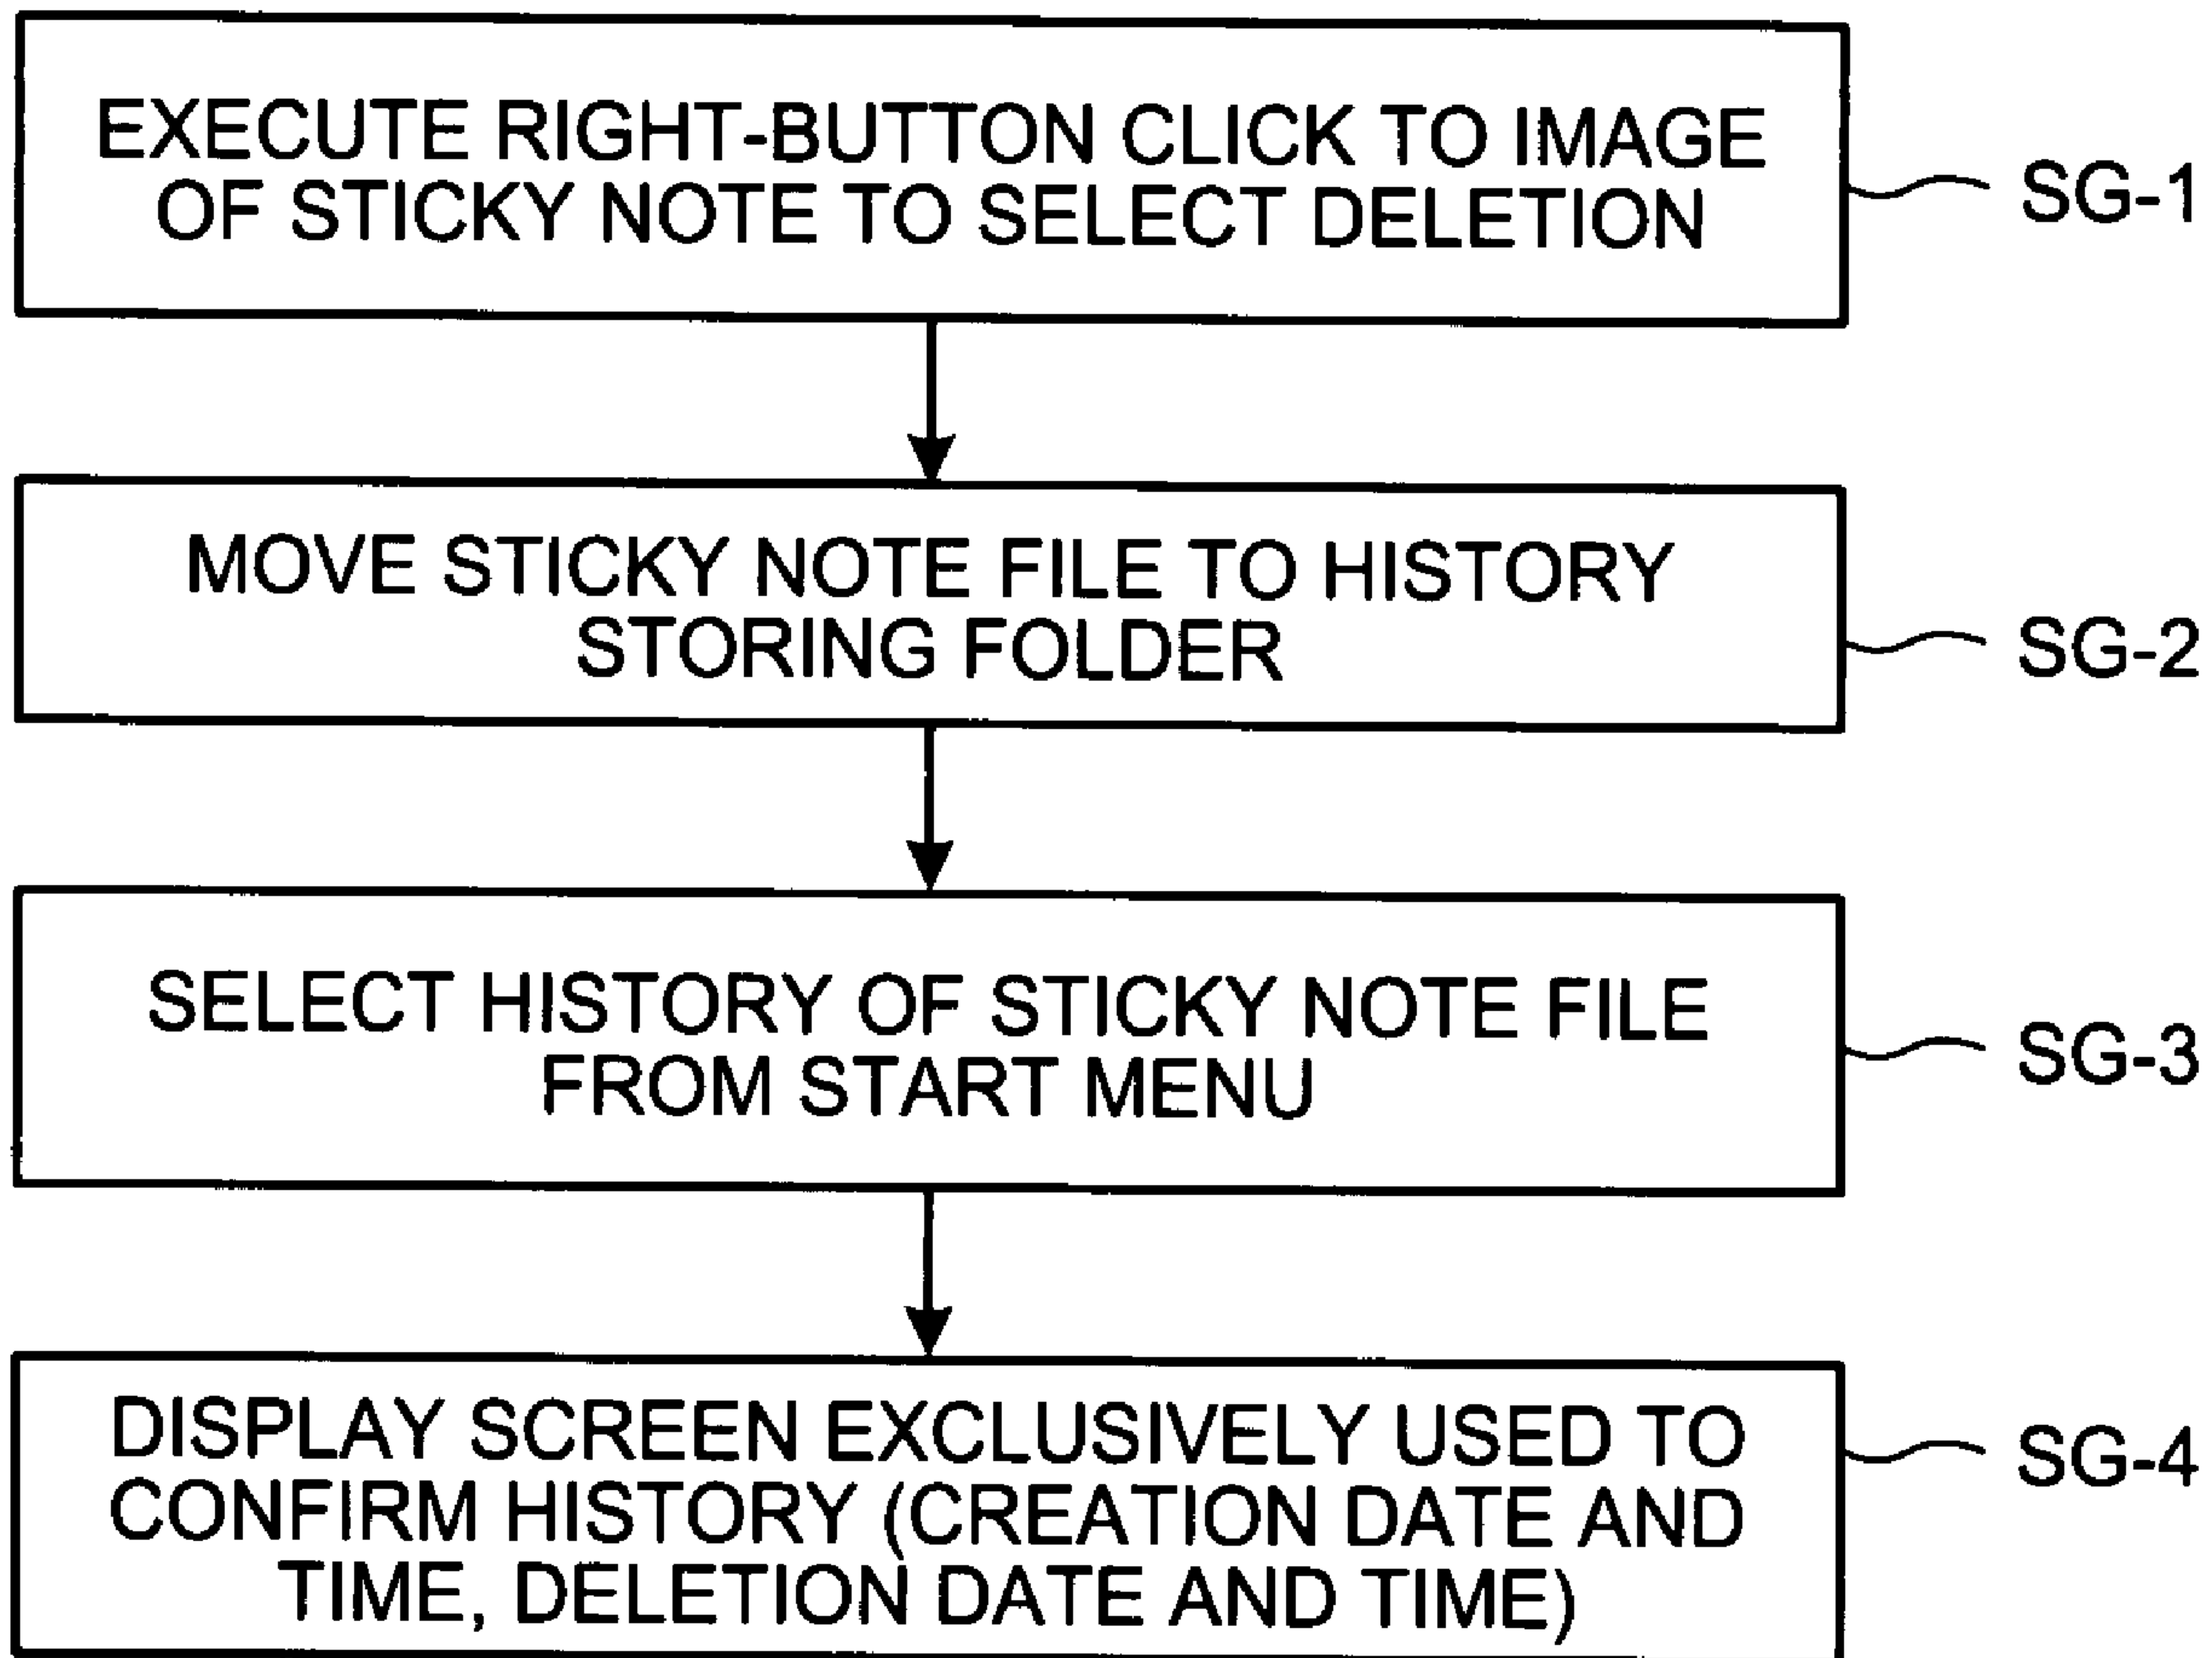 EXECUTE RIGHT-BUTTON CLICK TO IMAGE
OF STICKY NOTE TO SELECT DELETION
SG-1
MOVE STICKY NOTE FILE TO HISTORY
STORING FOLDER
SG-2
SELECT HISTORY OF STICKY NOTE FILE
FROM START MENU
SG-3
DISPLAY SCREEN EXCLUSIVELY USED TO
CONFIRM HISTORY (CREATION DATE AND
TIME, DELETION DATE AND TIME)
SG-4